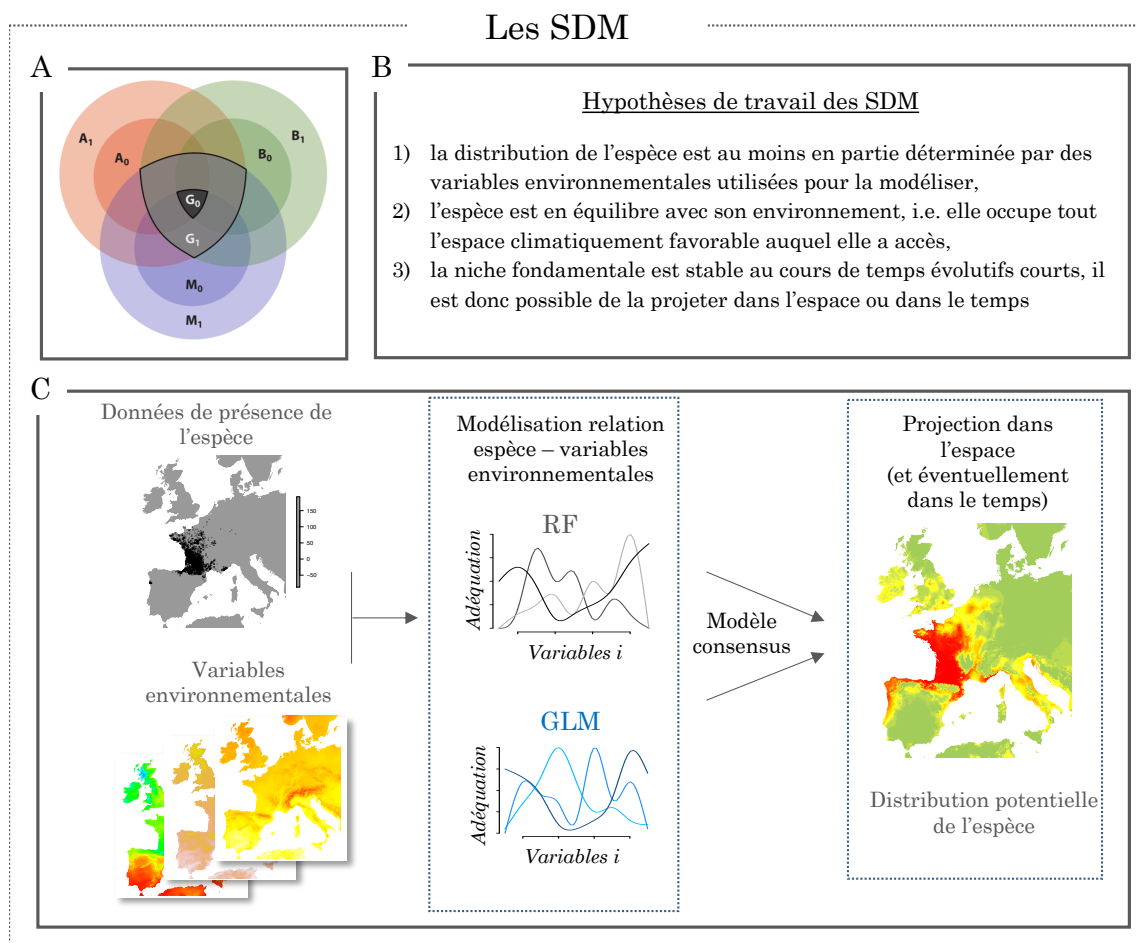 Les SDM
A
A1
A0
B1
B0
G0
G1
M0
M1
B
Hypothèses de travail des SDM
1) la distribution de l'espèce est au moins en partie déterminée par des
variables environnementales utilisées pour la modéliser,
2) l'espèce est en équilibre avec son environnement, i.e. elle occupe tout
l'espace climatiquement favorable auquel elle a accès,
3) la niche fondamentale est stable au cours de temps évolutifs courts, il
est donc possible de la projeter dans l'espace ou dans le temps
C
Données de présence de
l'espèce
150
100
50
0
−50
Variables
environnementales
Modélisation relation
espèce – variables
environnementales
RF
Adéquation
Variables i
GLM
Adéquation
Variables i
Modèle
consensus
Projection dans
l'espace
(et éventuellement
dans le temps)
Distribution potentielle
de l'espèce